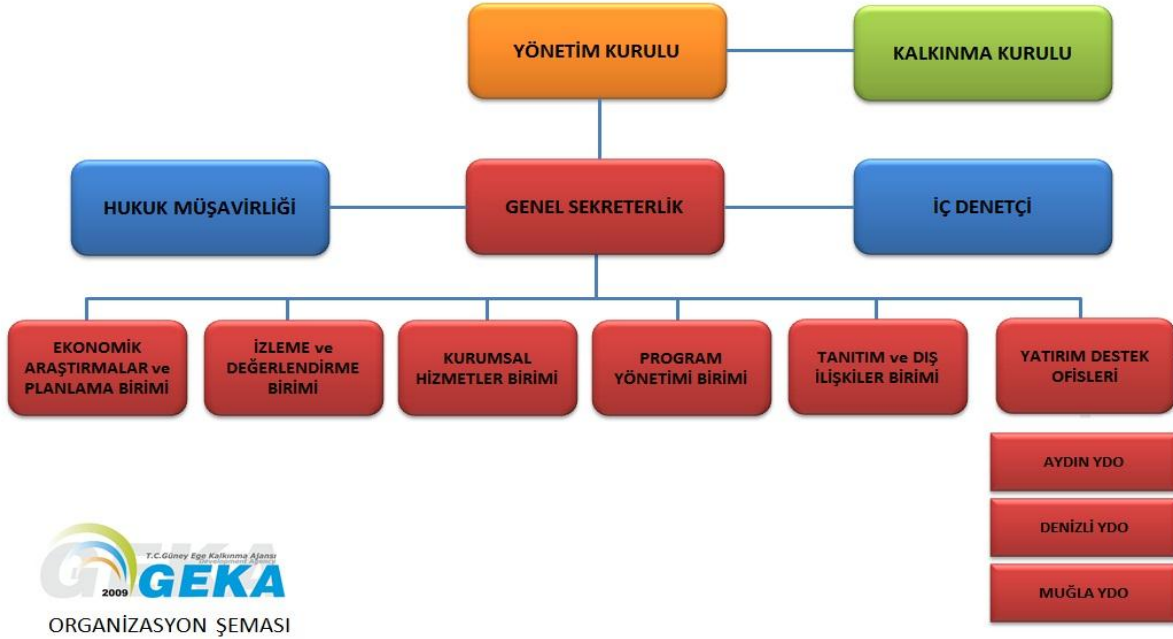 YÖNETİM KURULU
KALKINMA KURULU
HUKUK MÜŞAVİRLİĞİ
GENEL SEKRETERLİK
İÇ DENETÇİ
EKONOMİK
ARAŞTIRMALAR ve
PLANLAMA BİRİMİ
İZLEME ve
DEĞERLENDİRME
BİRİMİ
KURUMSAL
HİZMETLER BİRİMİ
PROGRAM
YÖNETİMİ BİRİMİ
TANITIM ve DIŞ
İLİŞKİLER BİRİMİ
YATIRIM DESTEK
OFİSLERİ
AYDIN YDO
DENİZLİ YDO
MUĞLA YDO
T.C.Güney Ege Kalkınma Ajansı
Development Agency
2009 GEKA
ORGANİZASYON ŞEMASI